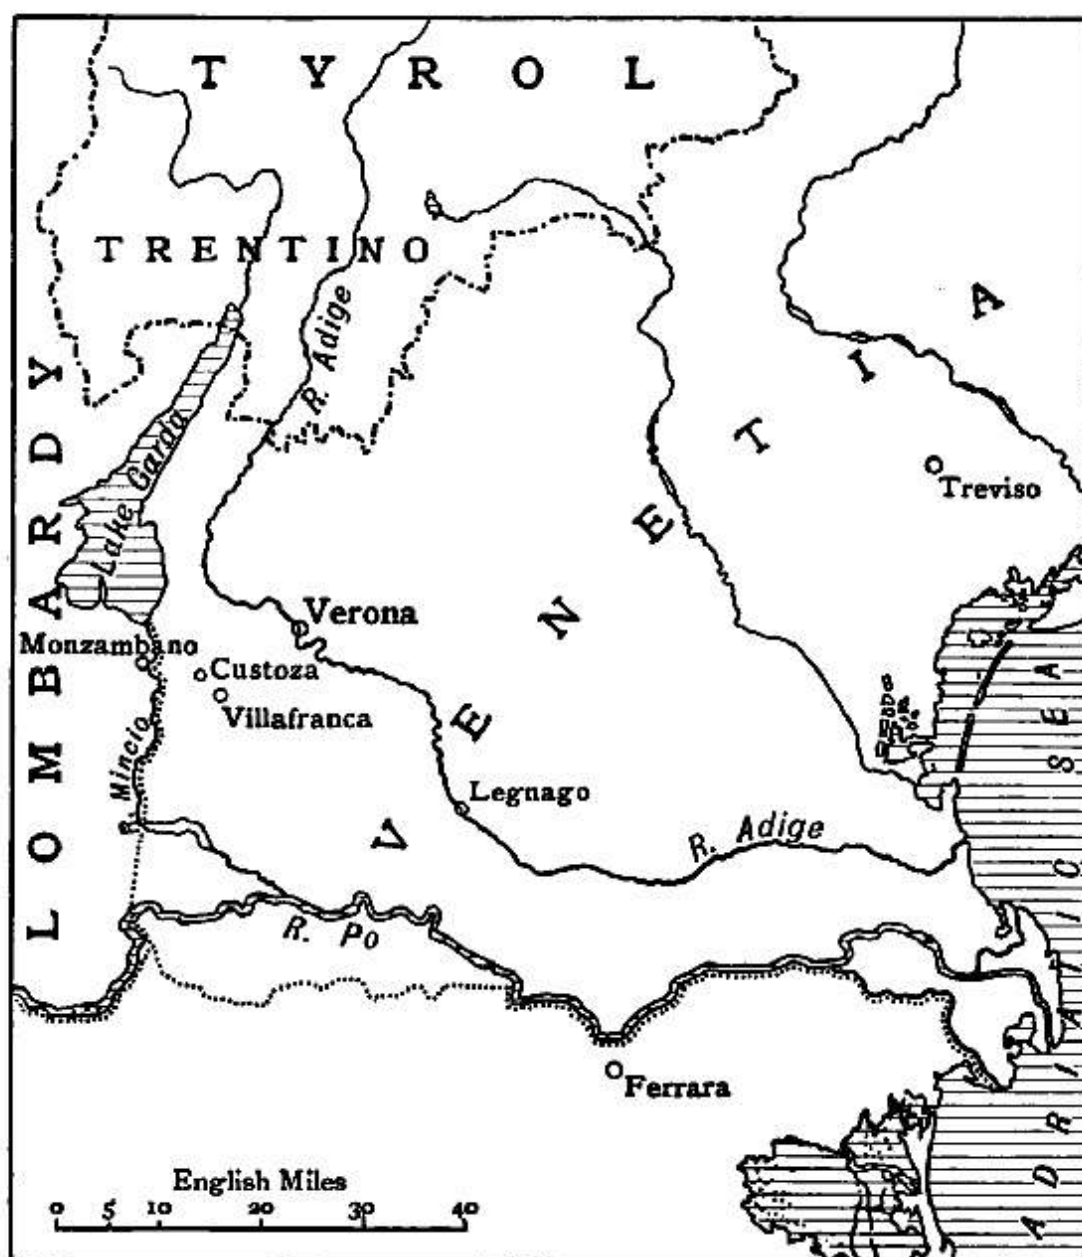 TYROL
TRENTINO
R. Adige
LOMBARDY
Lake Garda
VENETIA
Treviso
Verona
Monzambano
Custoza
Villafranca
Mincio
Legnago
R. Adige
R. Po
Ferrara
ADRIATIC SEA
English Miles
0 5 10 20 30 40